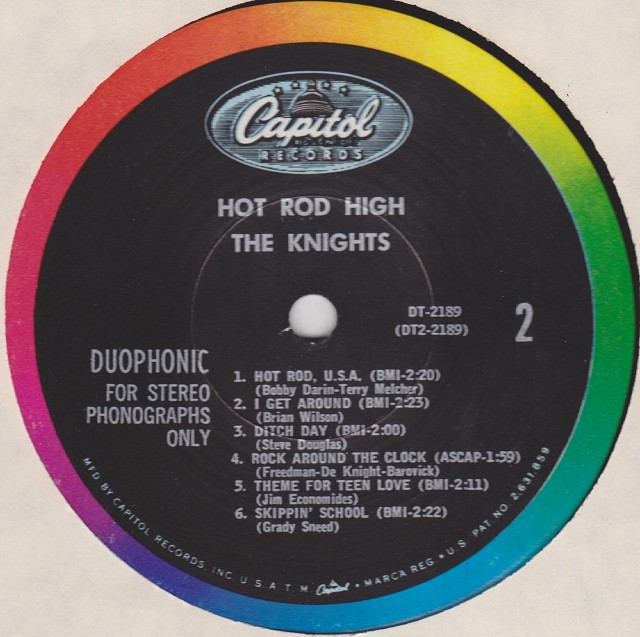 Capitol
RECORDS
HOT ROD HIGH
THE KNIGHTS
DT-2189
(DT2-2189)
2
DUOPHONIC
FOR STEREO
PHONOGRAPHS
ONLY
1. HOT ROD, U.S.A. (BMI-2:20)
(Bobby Darin-Terry Melcher)
2. I GET AROUND (BMI-2:23)
(Brian Wilson)
3. DITCH DAY (BMI-2:00)
(Steve Douglas)
4. ROCK AROUND THE CLOCK (ASCAP-1:59)
(Freedman-De Knight-Barovick)
5. THEME FOR TEEN LOVE (BMI-2:11)
(Jim Economides)
6. SKIPPIN' SCHOOL (BMI-2:22)
(Grady Sneed)
MFD BY CAPITOL RECORDS, INC. U.S.A. T.M. Capitol • MARCA REG. • U.S. PAT. NO. 2,631,859